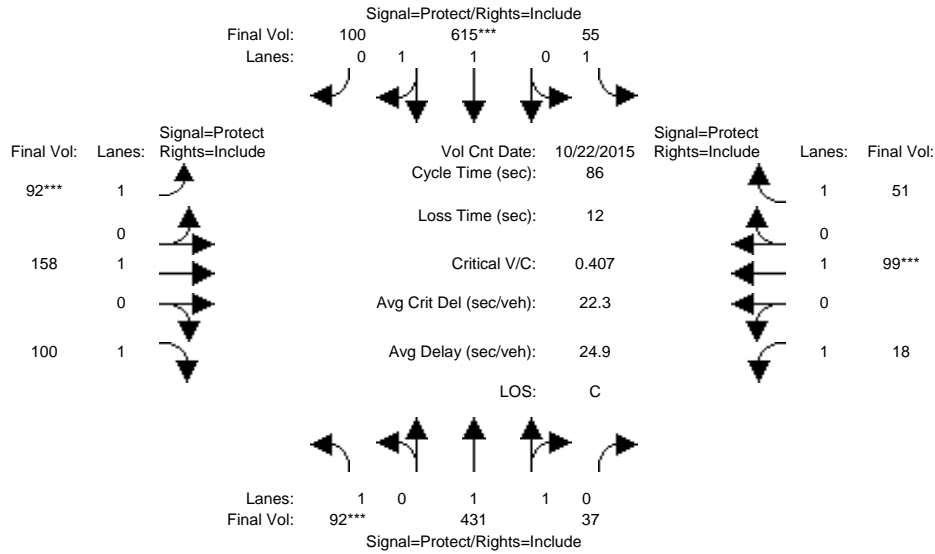 Signal=Protect/Rights=Include
Final Vol: 100 615*** 55
Lanes: 0 1 1 0 1
Signal=Protect
Final Vol: Lanes: Rights=Include
Vol Cnt Date: 10/22/2015
Signal=Protect
Rights=Include Lanes: Final Vol:
Cycle Time (sec): 86
92*** 1
1 51
Loss Time (sec): 12
0
0
158 1
Critical V/C: 0.407
1 99***
0
Avg Crit Del (sec/veh): 22.3
0
100 1
Avg Delay (sec/veh): 24.9
1 18
LOS: C
Lanes: 1 0 1 1 0
Final Vol: 92*** 431 37
Signal=Protect/Rights=Include